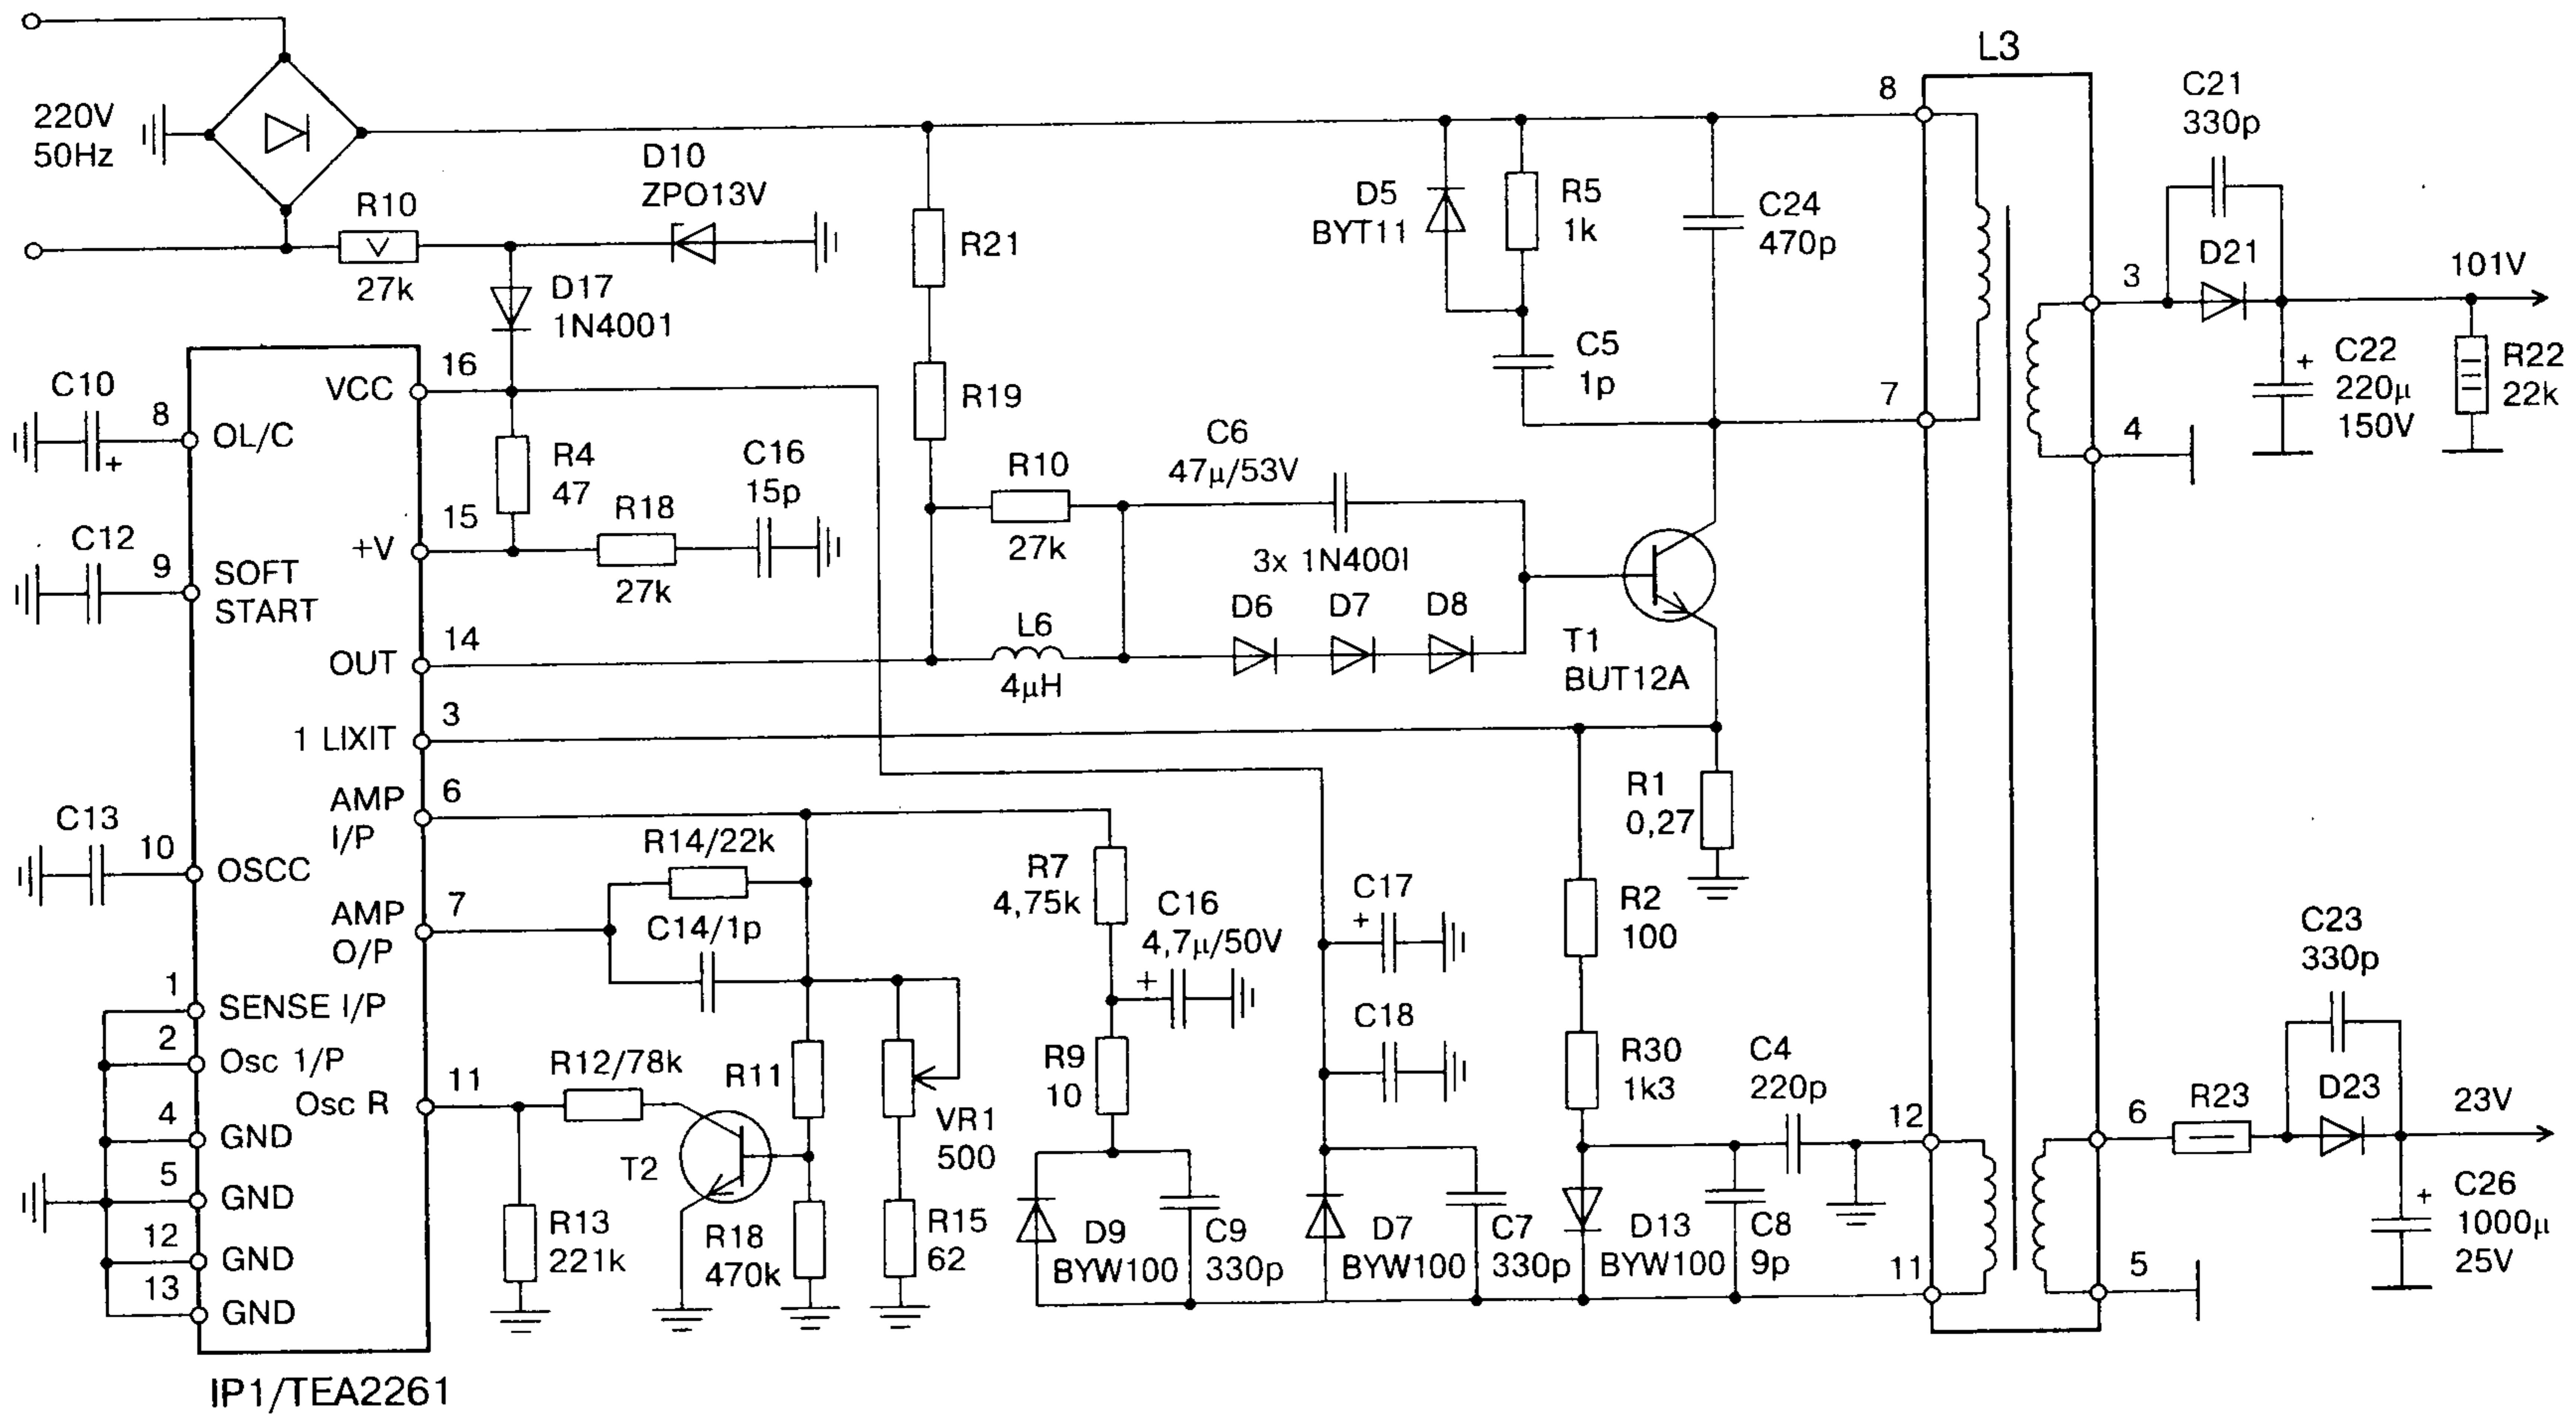 L3
220V
50Hz
R10
27k
D10
ZPO13V
D17
1N4001
R21
R19
D5
BYT11
R5
1k
C24
470p
C5
1p
8
7
C21
330p
D21
3
4
101V
C22
220µ
150V
R22
22k
C10
8
OL/C
VCC
16
R4
47
C16
15p
R18
27k
15
+V
C12
9
SOFT
START
OUT
14
R10
27k
C6
47µ/53V
3x 1N400I
D6
D7
D8
L6
4µH
T1
BUT12A
1 LIXIT
3
AMP
I/P
6
C13
10
OSCC
AMP
O/P
7
R14/22k
C14/1p
R7
4,75k
C16
4,7µ/50V
C17
C18
R1
0,27
R2
100
R30
1k3
C4
220p
1
SENSE I/P
2
Osc 1/P
Osc R
11
4
GND
5
GND
12
GND
13
GND
R12/78k
R11
VR1
500
T2
R13
221k
R18
470k
R15
62
R9
10
D9
BYW100
C9
330p
D7
BYW100
C7
330p
D13
BYW100
C8
9p
12
11
6
5
R23
C23
330p
D23
23V
C26
1000µ
25V
IP1/TEA2261